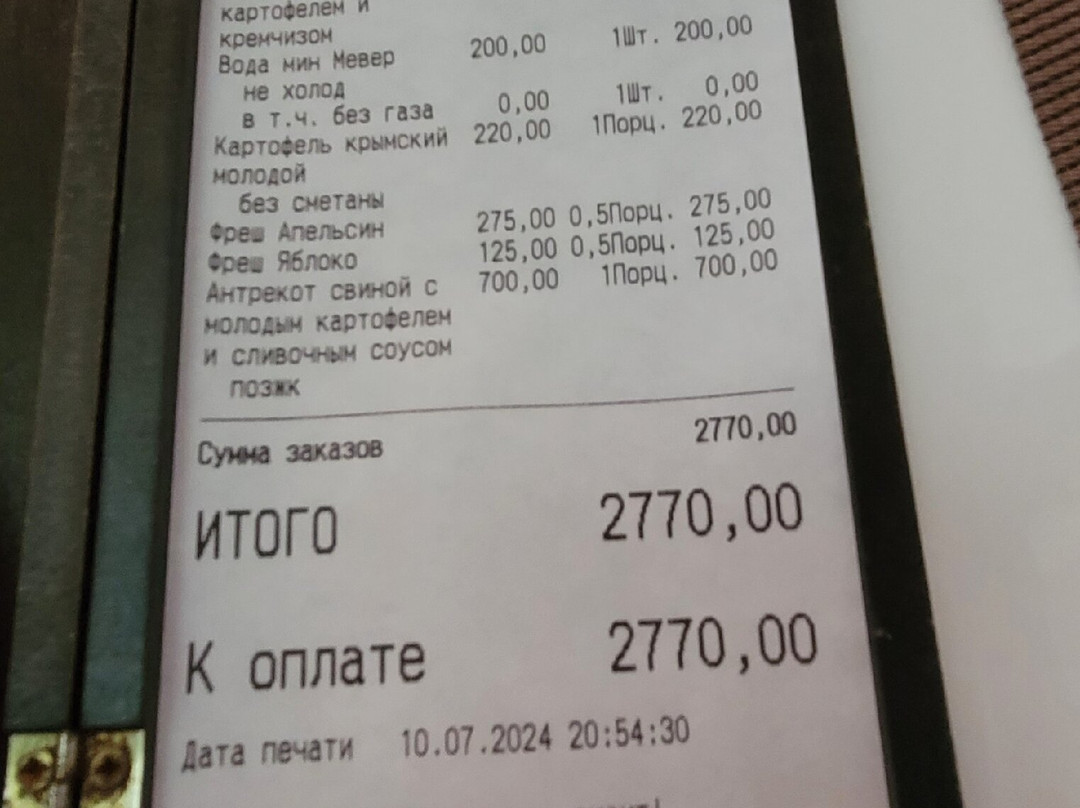 картофелем и
кремчизом
Вода мин Мевер 200,00 1Шт. 200,00
не холод
в т.ч. без газа 0,00 1Шт. 0,00
Картофель крымский 220,00 1Порц. 220,00
молодой
без сметаны
Фреш Апельсин 275,00 0,5Порц. 275,00
Фреш Яблоко 125,00 0,5Порц. 125,00
Антрекот свиной с 700,00 1Порц. 700,00
молодым картофелем
и сливочным соусом
позжк
Сумма заказов 2770,00
ИТОГО 2770,00
К оплате 2770,00
Дата печати 10.07.2024 20:54:30